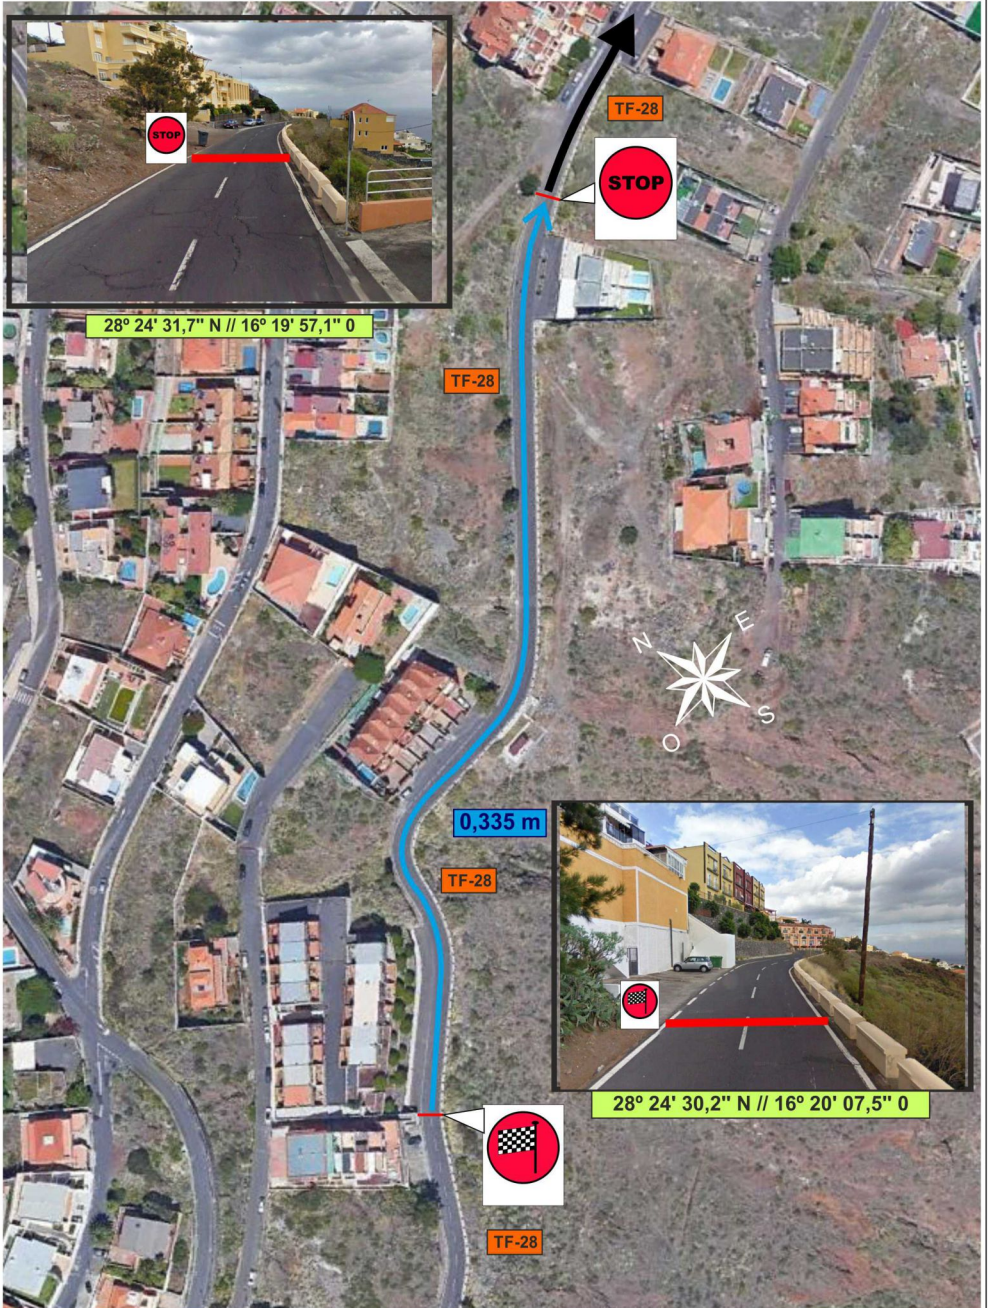 STOP
28º 24' 31,7" N // 16º 19' 57,1" 0
TF-28
STOP
TF-28
N
E
S
O
0,335 m
TF-28
28º 24' 30,2" N // 16º 20' 07,5" 0
TF-28